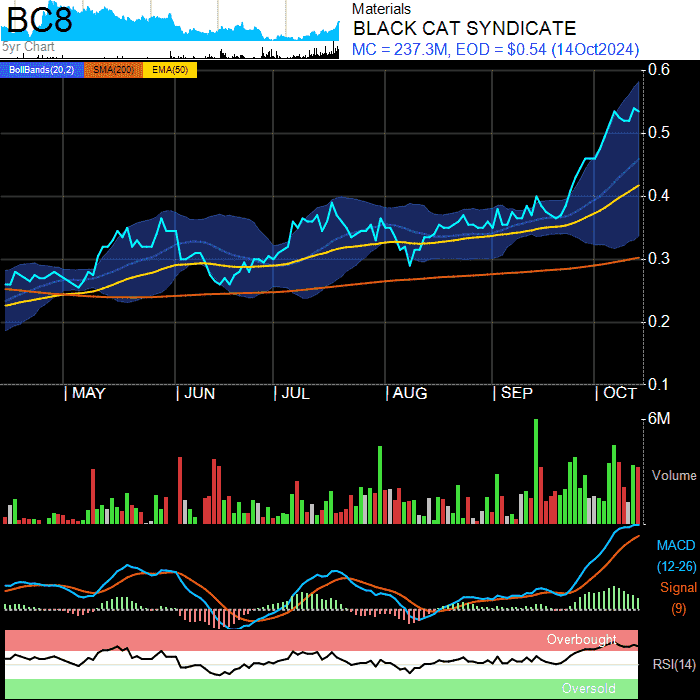 BC8
5yr Chart
Materials
BLACK CAT SYNDICATE
MC = 237.3M, EOD = $0.54 (14Oct2024)
BollBands(20,2) SMA(200) EMA(50)
0.6
0.5
0.4
0.3
0.2
0.1
| MAY | JUN | JUL | AUG | SEP | OCT
6M
Volume
MACD
(12-26)
Signal
(9)
Overbought
RSI(14)
Oversold